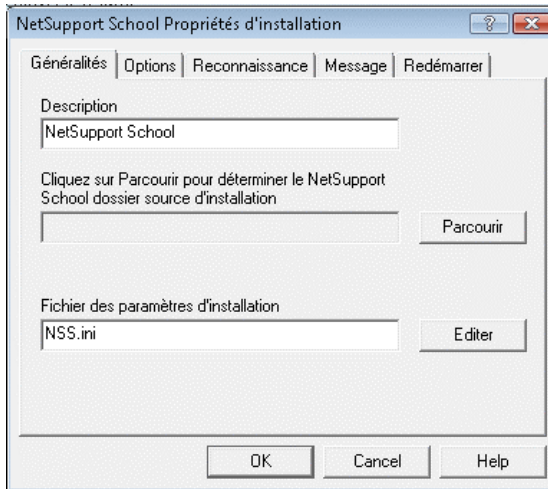 NetSupport School Propriétés d'installation
Généralités Options Reconnaissance Message Redémarrer
Description
NetSupport School
Cliquez sur Parcourir pour déterminer le NetSupport
School dossier source d'installation
Parcourir
Fichier des paramètres d'installation
NSS.ini
Editer
OK Cancel Help